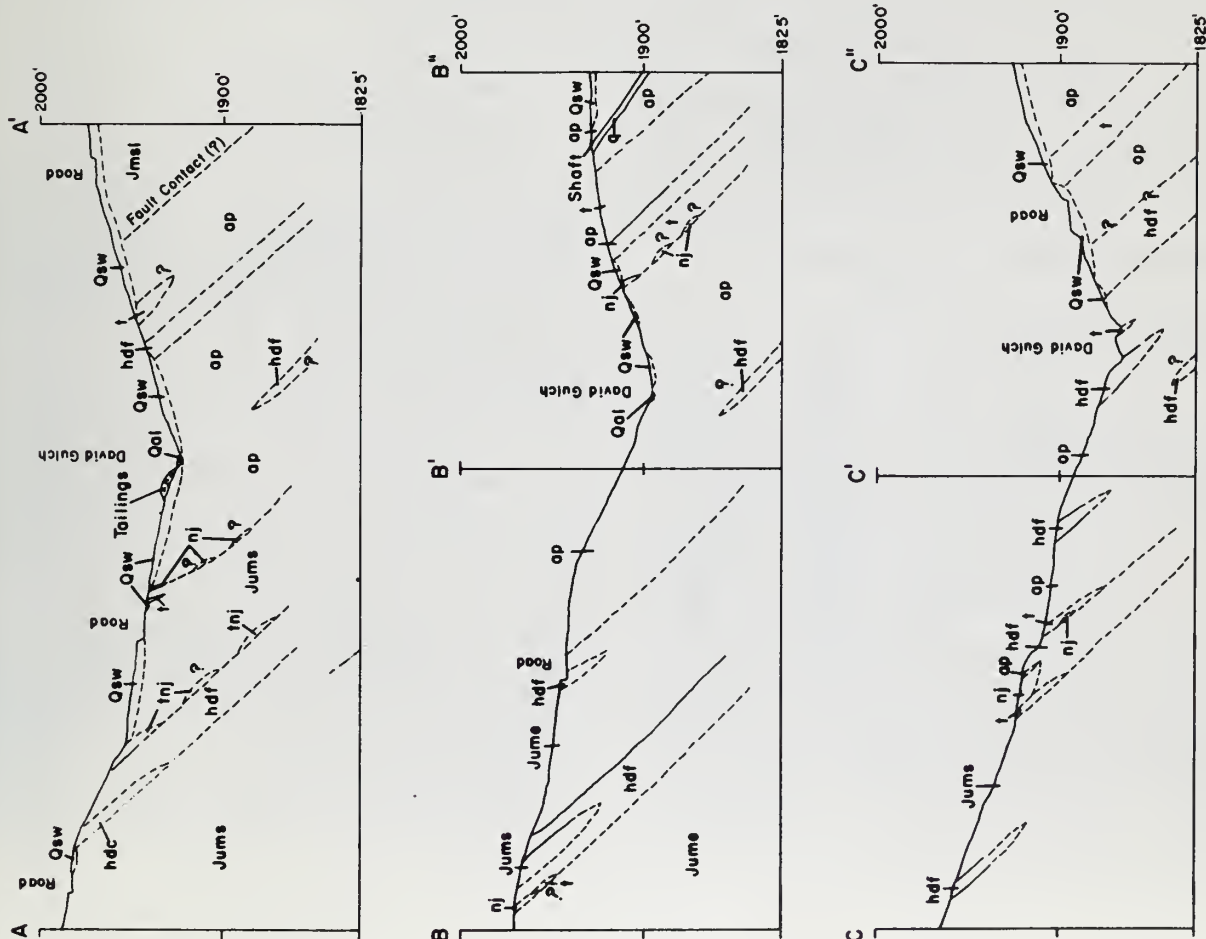 A
A'
2000'
1900'
1825'
Road
Qsw
hdc
Jums
Qsw
tnj
?
hdf
tnj
Road
t
Qsw
nj
?
Jums
Tailings
David Gulch
Qal
ap
Qsw
hdf
?
ap
hdf
t
?
Qsw
ap
Fault Contact (?)
Jmsl
Road
B
B'
B"
2000'
1900'
1825'
nj
?
t
Jums
hdf
Jume
Jume
hdf
Road
ap
Qal
David Gulch
Qsw
?
hdf
Qsw
nj
Qsw
ap
?
t
?
nj
ap
t
Shaft
ap
q
Qsw
ap
C
C'
C"
2000'
1900'
1825'
hdf
Jums
t
nj
ap
hdf
t
nj
ap
hdf
ap
hdf
David Gulch
t
hdf
?
Qsw
?
hdf
?
Road
Qsw
ap
t
ap